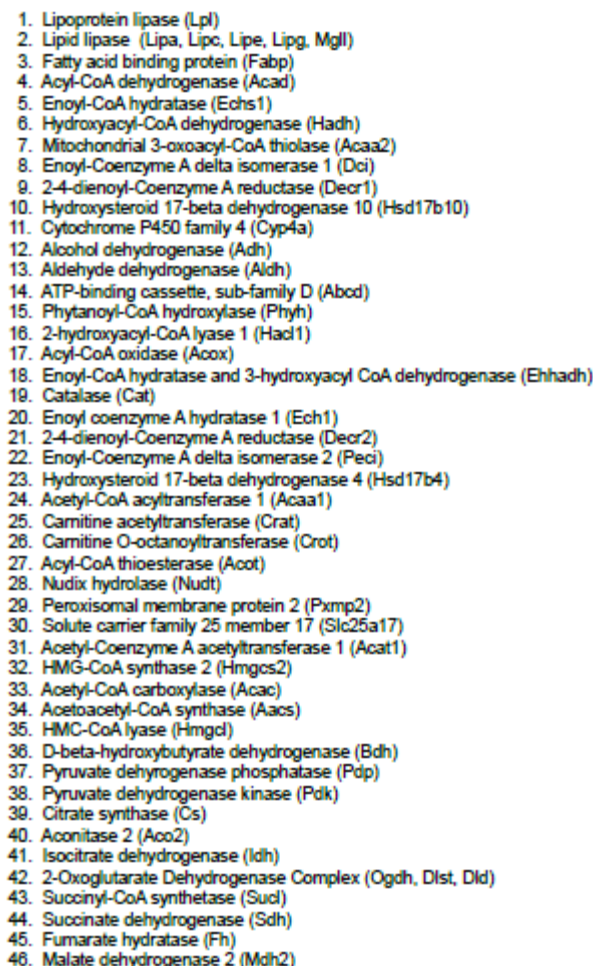 1. Lipoprotein lipase (Lpl)
2. Lipid lipase (Lipa, Lipc, Lipe, Lipg, Mgll)
3. Fatty acid binding protein (Fabp)
4. Acyl-CoA dehydrogenase (Acad)
5. Enoyl-CoA hydratase (Echs1)
6. Hydroxyacyl-CoA dehydrogenase (Hadh)
7. Mitochondrial 3-oxoacyl-CoA thiolase (Acaa2)
8. Enoyl-Coenzyme A delta isomerase 1 (Dci)
9. 2-4-dienoyl-Coenzyme A reductase (Decr1)
10. Hydroxysteroid 17-beta dehydrogenase 10 (Hsd17b10)
11. Cytochrome P450 family 4 (Cyp4a)
12. Alcohol dehydrogenase (Adh)
13. Aldehyde dehydrogenase (Aldh)
14. ATP-binding cassette, sub-family D (Abcd)
15. Phytanoyl-CoA hydroxylase (Phyh)
16. 2-hydroxyacyl-CoA lyase 1 (Hacl1)
17. Acyl-CoA oxidase (Acox)
18. Enoyl-CoA hydratase and 3-hydroxyacyl CoA dehydrogenase (Ehhadh)
19. Catalase (Cat)
20. Enoyl coenzyme A hydratase 1 (Ech1)
21. 2-4-dienoyl-Coenzyme A reductase (Decr2)
22. Enoyl-Coenzyme A delta isomerase 2 (Peci)
23. Hydroxysteroid 17-beta dehydrogenase 4 (Hsd17b4)
24. Acetyl-CoA acyltransferase 1 (Acaa1)
25. Carnitine acetyltransferase (Crat)
26. Carnitine O-octanoyltransferase (Crot)
27. Acyl-CoA thioesterase (Acot)
28. Nudix hydrolase (Nudt)
29. Peroxisomal membrane protein 2 (Pxmp2)
30. Solute carrier family 25 member 17 (Slc25a17)
31. Acetyl-Coenzyme A acetyltransferase 1 (Acat1)
32. HMG-CoA synthase 2 (Hmgcs2)
33. Acetyl-CoA carboxylase (Acac)
34. Acetoacetyl-CoA synthase (Aacs)
35. HMC-CoA lyase (Hmgcl)
36. D-beta-hydroxybutyrate dehydrogenase (Bdh)
37. Pyruvate dehyrogenase phosphatase (Pdp)
38. Pyruvate dehydrogenase kinase (Pdk)
39. Citrate synthase (Cs)
40. Aconitase 2 (Aco2)
41. Isocitrate dehydrogenase (Idh)
42. 2-Oxoglutarate Dehydrogenase Complex (Ogdh, Dlst, Dld)
43. Succinyl-CoA synthetase (Sucl)
44. Succinate dehydrogenase (Sdh)
45. Fumarate hydratase (Fh)
46. Malate dehydrogenase 2 (Mdh2)